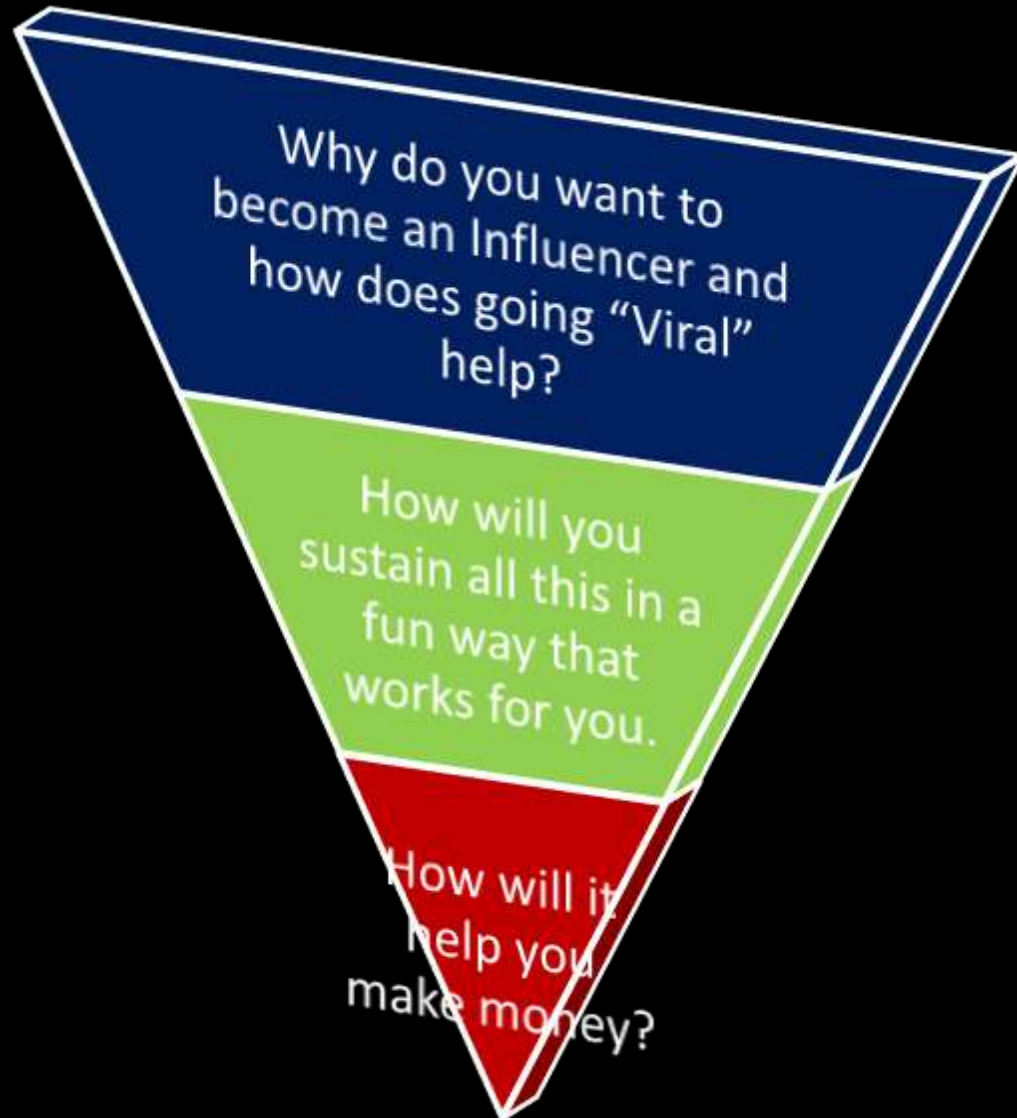 Why do you want to
become an Influencer and
how does going “Viral”
help?
How will you
sustain all this in a
fun way that
works for you.
How will it
help you
make money?